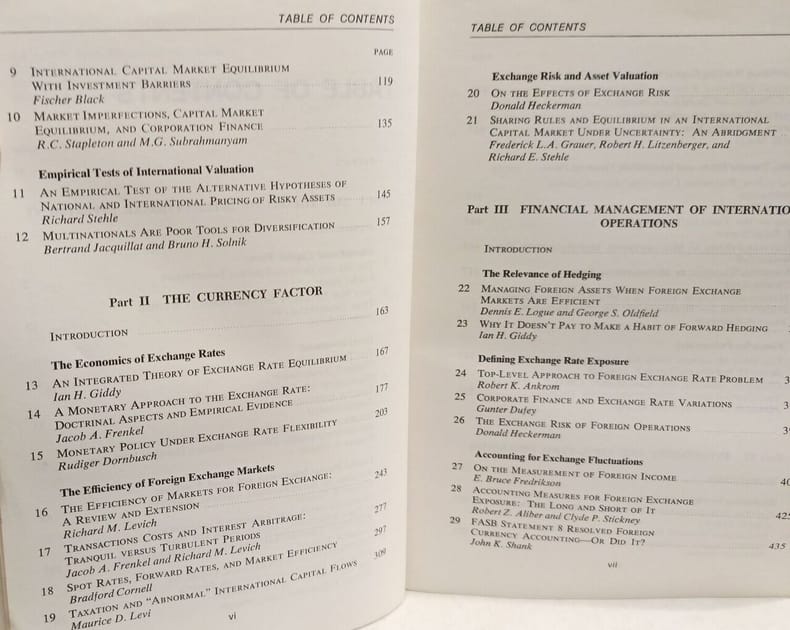 TABLE OF CONTENTS
PAGE
9 INTERNATIONAL CAPITAL MARKET EQUILIBRIUM
WITH INVESTMENT BARRIERS 119
Fischer Black
10 MARKET IMPERFECTIONS, CAPITAL MARKET
EQUILIBRIUM, AND CORPORATION FINANCE 135
R.C. Stapleton and M.G. Subrahmanyam
Empirical Tests of International Valuation
11 AN EMPIRICAL TEST OF THE ALTERNATIVE HYPOTHESES OF
NATIONAL AND INTERNATIONAL PRICING OF RISKY ASSETS 145
Richard Stehle
12 MULTINATIONALS ARE POOR TOOLS FOR DIVERSIFICATION 157
Bertrand Jacquillat and Bruno H. Solnik
Part II THE CURRENCY FACTOR
INTRODUCTION 163
The Economics of Exchange Rates
13 AN INTEGRATED THEORY OF EXCHANGE RATE EQUILIBRIUM 167
Ian H. Giddy
14 A MONETARY APPROACH TO THE EXCHANGE RATE:
DOCTRINAL ASPECTS AND EMPIRICAL EVIDENCE 177
Jacob A. Frenkel
15 MONETARY POLICY UNDER EXCHANGE RATE FLEXIBILITY 203
Rudiger Dornbusch
The Efficiency of Foreign Exchange Markets
16 THE EFFICIENCY OF MARKETS FOR FOREIGN EXCHANGE:
A REVIEW AND EXTENSION 243
Richard M. Levich
17 TRANSACTIONS COSTS AND INTEREST ARBITRAGE:
TRANQUIL VERSUS TURBULENT PERIODS 277
Jacob A. Frenkel and Richard M. Levich
18 SPOT RATES, FORWARD RATES, AND MARKET EFFICIENCY 297
Bradford Cornell
19 TAXATION AND "ABNORMAL" INTERNATIONAL CAPITAL FLOWS 309
Maurice D. Levi
vi
TABLE OF CONTENTS
Exchange Risk and Asset Valuation
20 ON THE EFFECTS OF EXCHANGE RISK
Donald Heckerman
21 SHARING RULES AND EQUILIBRIUM IN AN INTERNATIONAL
CAPITAL MARKET UNDER UNCERTAINTY: AN ABRIDGMENT
Frederick L.A. Grauer, Robert H. Litzenberger, and
Richard E. Stehle
Part III FINANCIAL MANAGEMENT OF INTERNATIO
OPERATIONS
INTRODUCTION
The Relevance of Hedging
22 MANAGING FOREIGN ASSETS WHEN FOREIGN EXCHANGE
MARKETS ARE EFFICIENT
Dennis E. Logue and George S. Oldfield
23 WHY IT DOESN'T PAY TO MAKE A HABIT OF FORWARD HEDGING
Ian H. Giddy
Defining Exchange Rate Exposure
24 TOP-LEVEL APPROACH TO FOREIGN EXCHANGE RATE PROBLEM 3
Robert K. Ankrom
25 CORPORATE FINANCE AND EXCHANGE RATE VARIATIONS 3
Gunter Dufey
26 THE EXCHANGE RISK OF FOREIGN OPERATIONS 3
Donald Heckerman
Accounting for Exchange Fluctuations
27 ON THE MEASUREMENT OF FOREIGN INCOME 40
E. Bruce Fredrikson
28 ACCOUNTING MEASURES FOR FOREIGN EXCHANGE
EXPOSURE: THE LONG AND SHORT OF IT 425
Robert Z. Aliber and Clyde P. Stickney
29 FASB STATEMENT 8 RESOLVED FOREIGN
CURRENCY ACCOUNTING—OR DID IT? 435
John K. Shank
vii